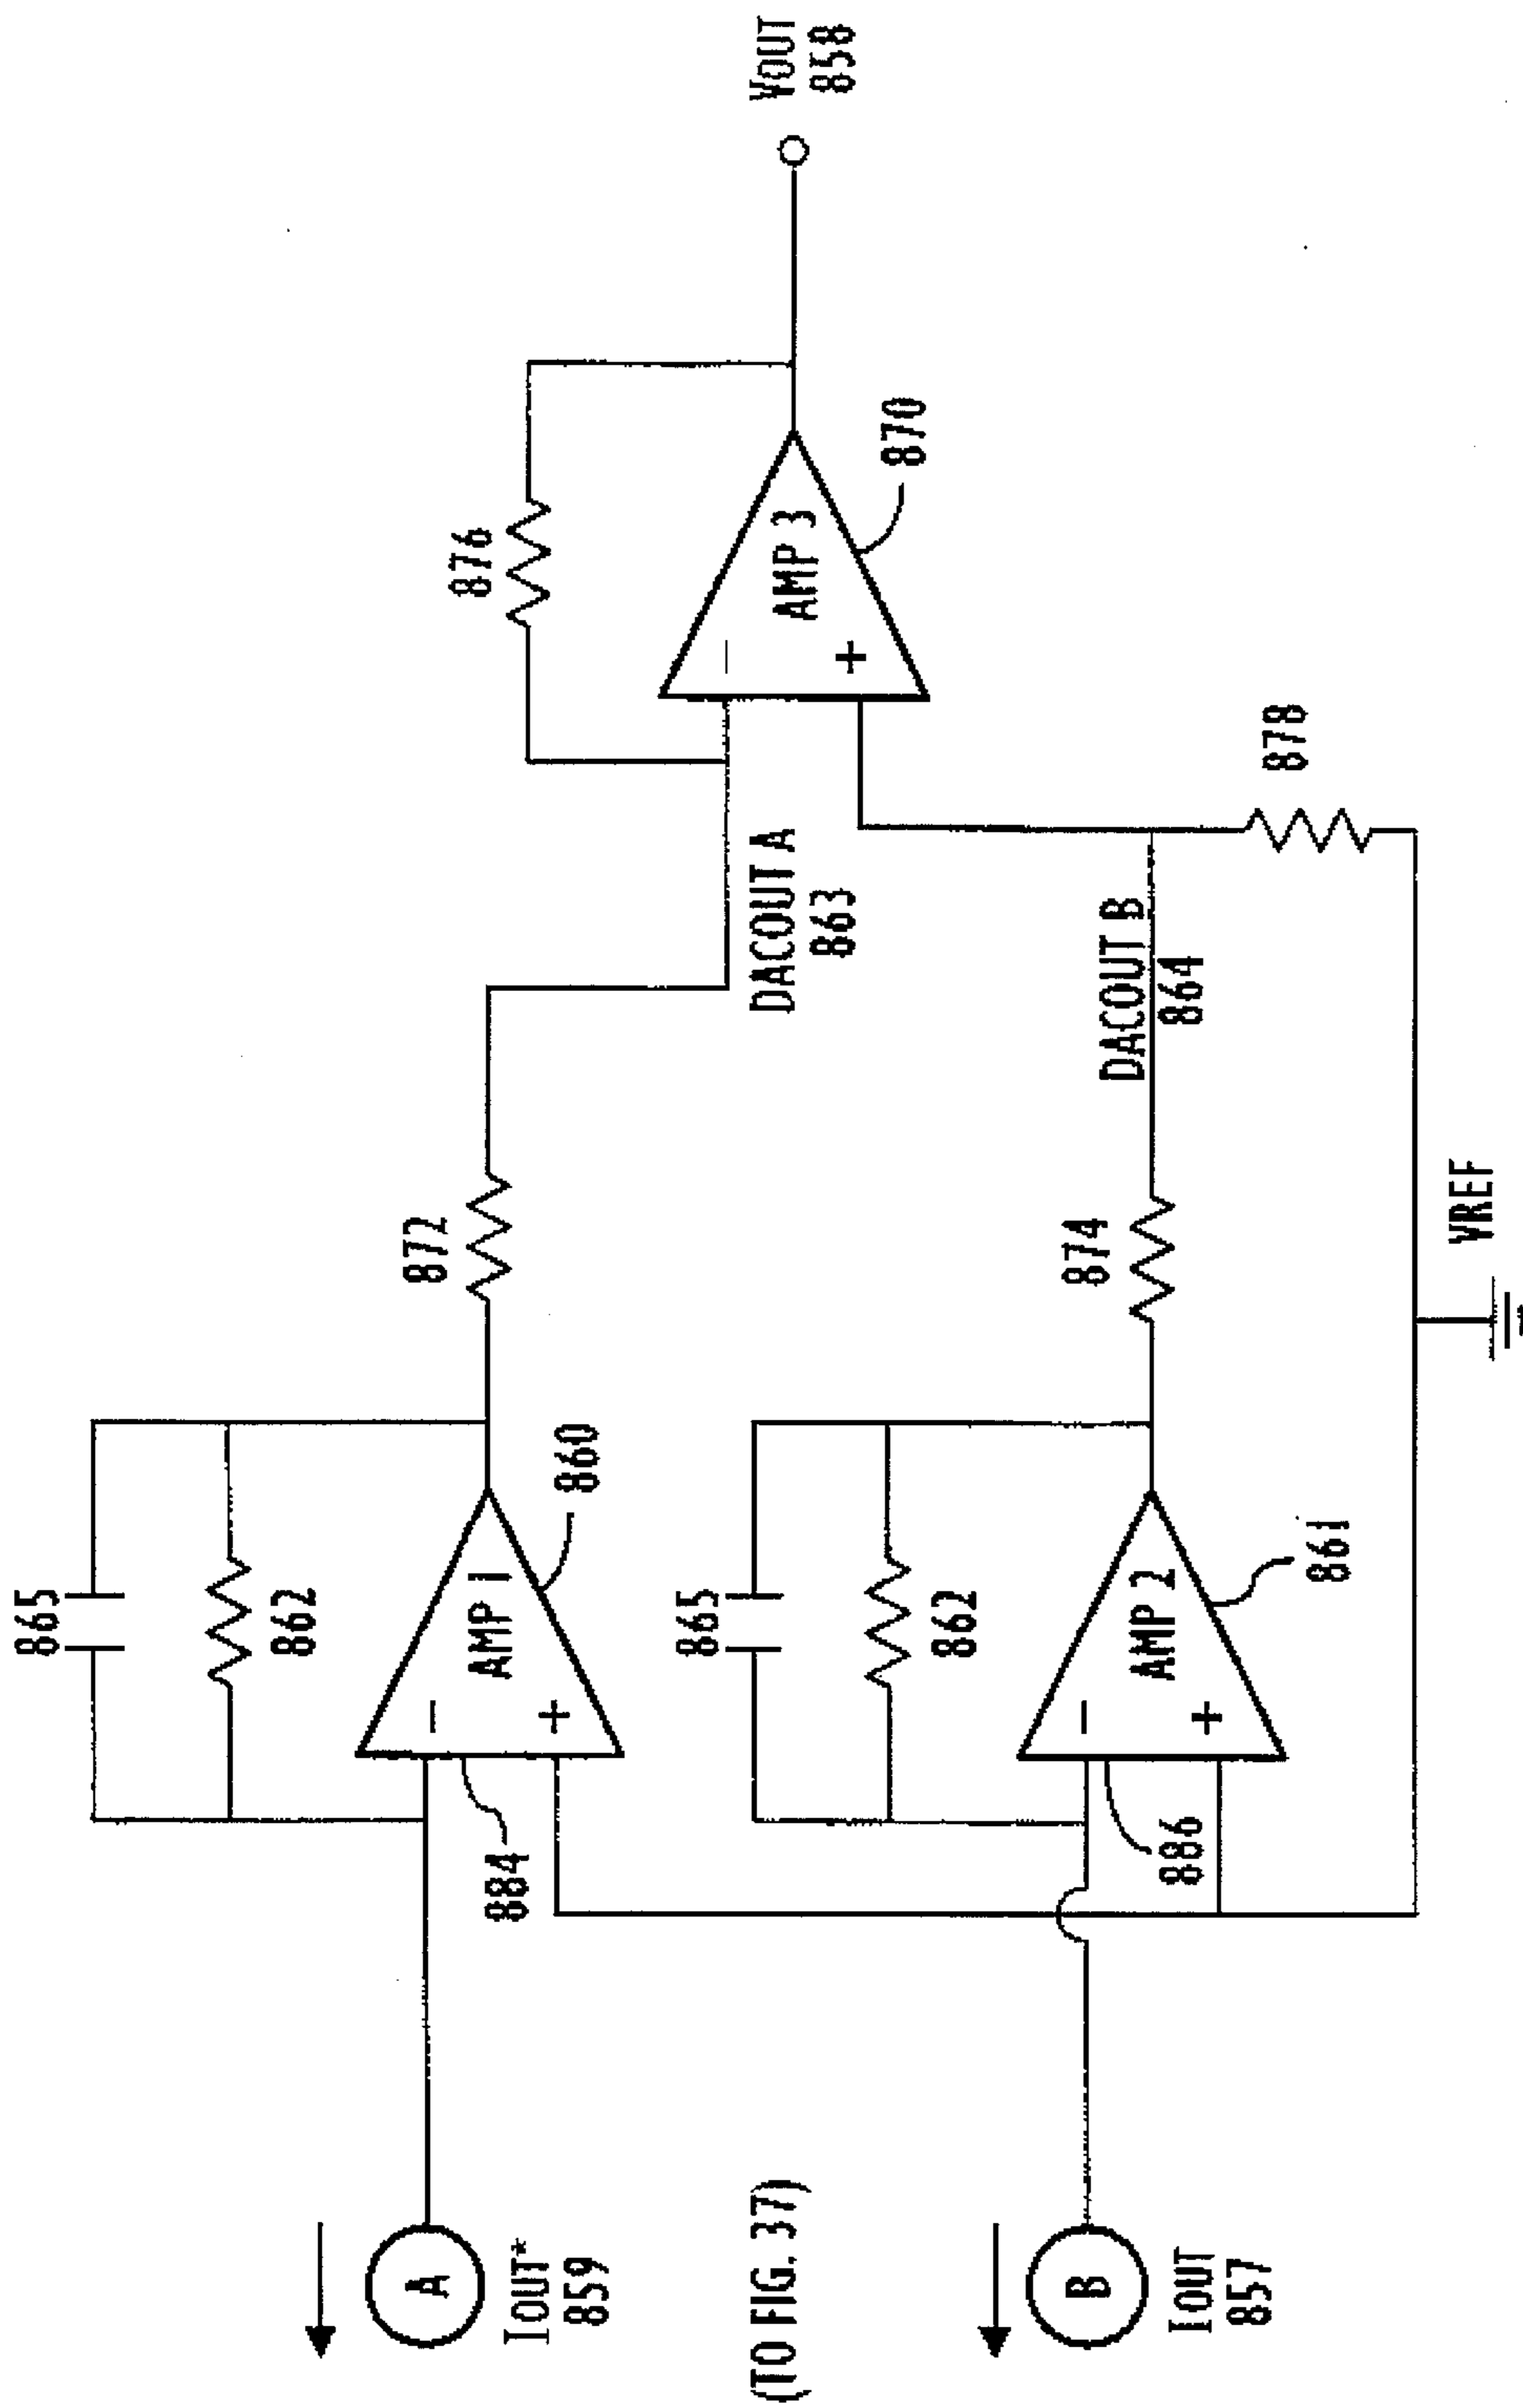 865
862
884
−
+
AMP 1
860
872
A
IOUT*
859
876
DACOUT A
863
−
+
AMP 3
870
VOUT
858
(TO FIG. 37)
865
862
886
−
+
AMP 2
861
874
DACOUT B
864
878
B
IOUT
857
VREF